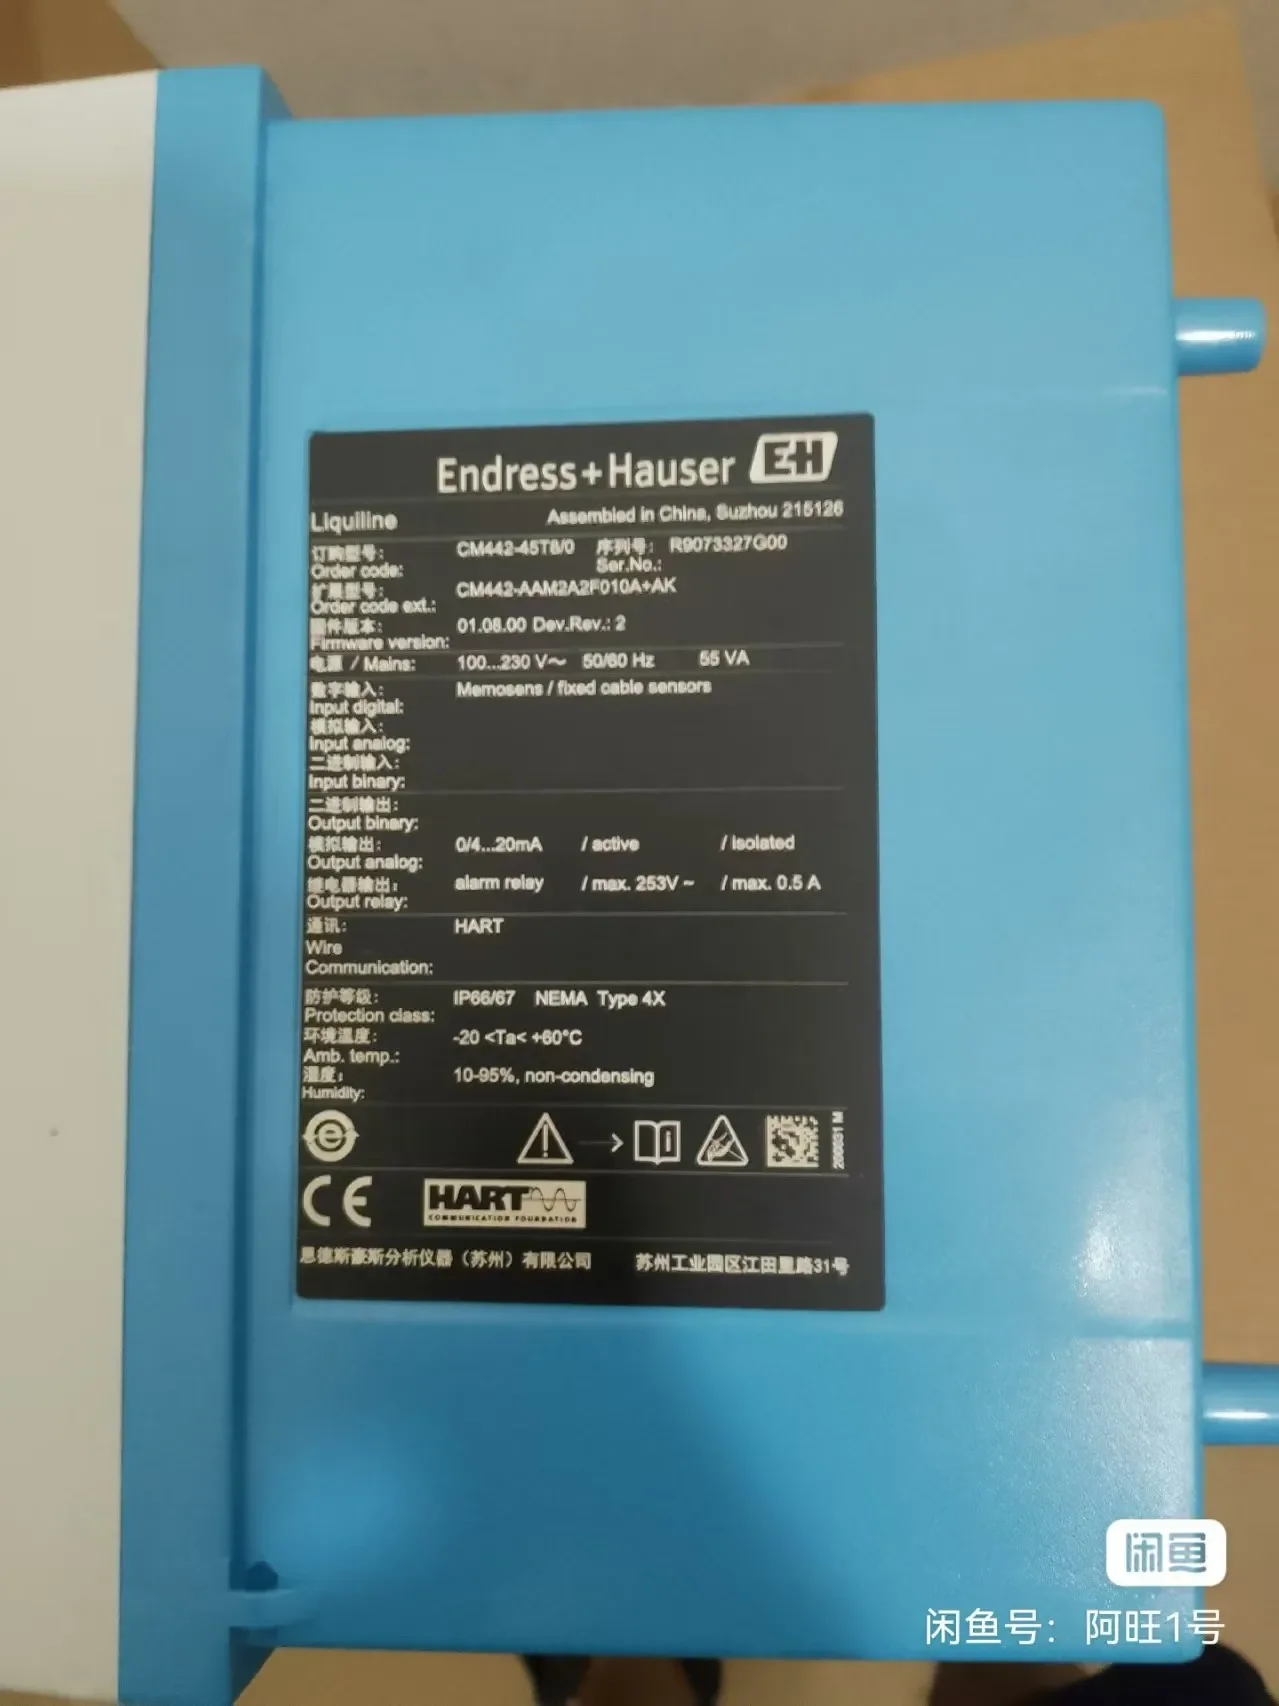 Endress+Hauser EH
Liquiline Assembled in China, Suzhou 215126
订购型号: CM442-45T8/0 序列号: R9073327G00
Order code: Ser.No.:
扩展型号: CM442-AAM2A2F010A+AK
Order code ext.:
固件版本: 01.08.00 Dev.Rev.: 2
Firmware version:
电源 / Mains: 100...230 V~ 50/60 Hz 55 VA
数字输入: Memosens / fixed cable sensors
Input digital:
模拟输入:
Input analog:
二进制输入:
Input binary:
二进制输出:
Output binary:
模拟输出: 0/4...20mA / active / isolated
Output analog:
继电器输出: alarm relay / max. 253V ~ / max. 0.5 A
Output relay:
通讯: HART
Wire
Communication:
防护等级: IP66/67 NEMA Type 4X
Protection class:
环境温度: -20 <Ta< +60°C
Amb. temp.:
湿度: 10-95%, non-condensing
Humidity:
e
200031 M
CE HART
COMMUNICATION FOUNDATION
恩德斯豪斯分析仪器（苏州）有限公司 苏州工业园区江田里路31号
闲鱼
闲鱼号：阿旺1号